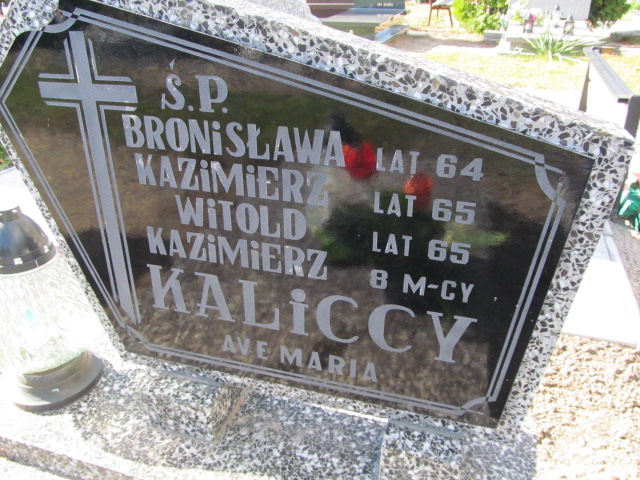 Ś.P.
BRONiSŁAWA LAT 64
KAZiMiERZ LAT 65
WiTOLD LAT 65
KAZiMiERZ 8 M-CY
KALiCCY
AVE MARIA